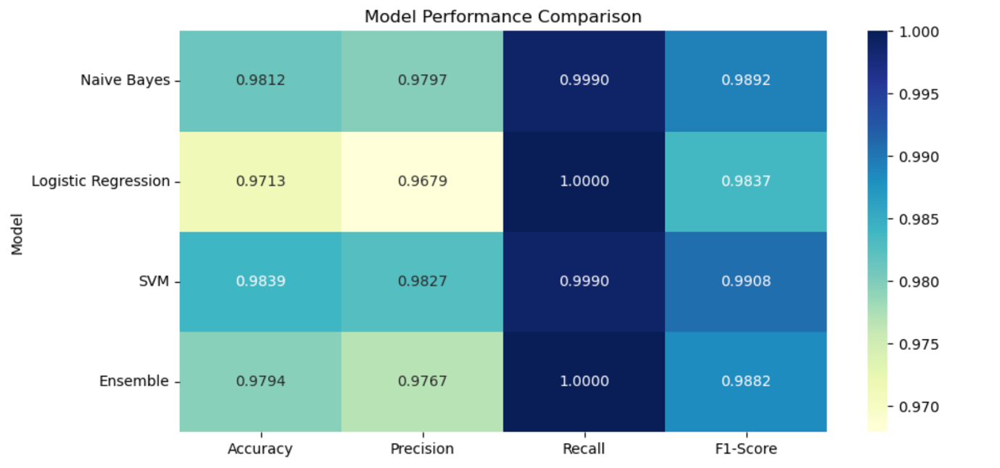 Model Performance Comparison
Model
Naive Bayes 0.9812 0.9797 0.9990 0.9892
Logistic Regression 0.9713 0.9679 1.0000 0.9837
SVM 0.9839 0.9827 0.9990 0.9908
Ensemble 0.9794 0.9767 1.0000 0.9882
Accuracy Precision Recall F1-Score
1.000
0.995
0.990
0.985
0.980
0.975
0.970